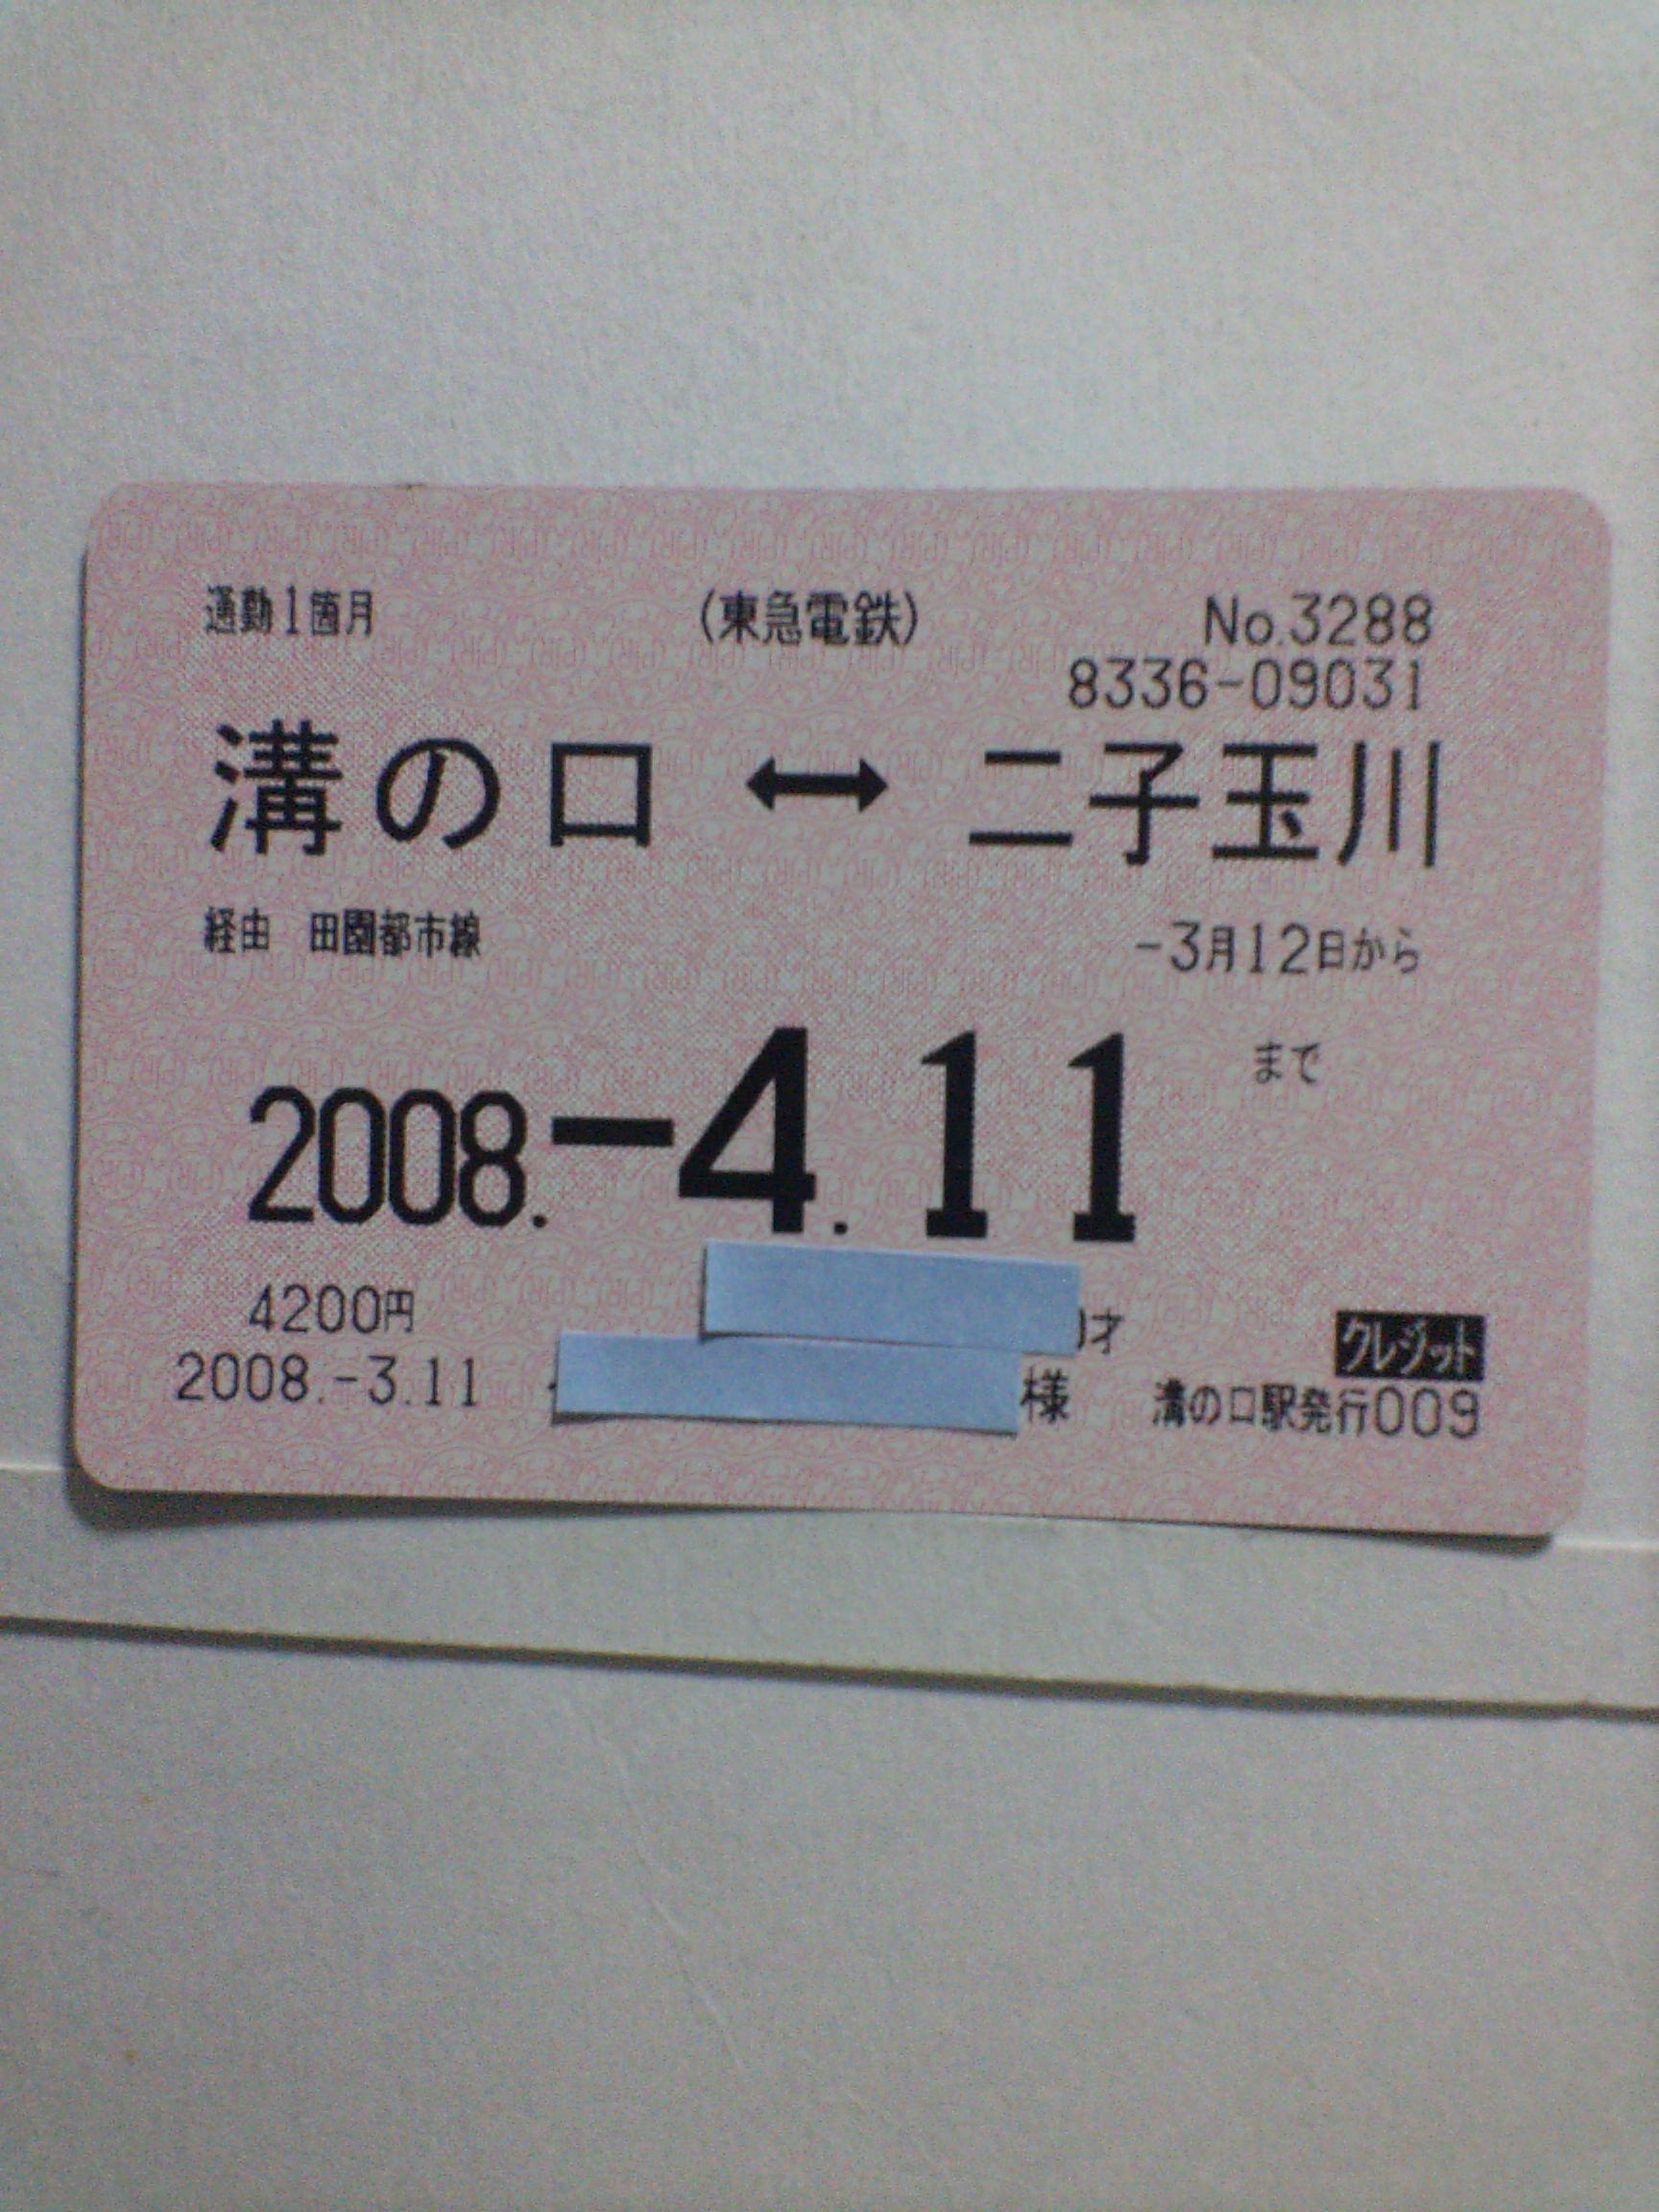 通勤1箇月 (東急電鉄) No.3288
8336-09031
溝の口 ↔ 二子玉川
経由 田園都市線 -3月12日から
2008.-4.11 まで
4200円 才 クレジット
2008.-3.11 様 溝の口駅発行009